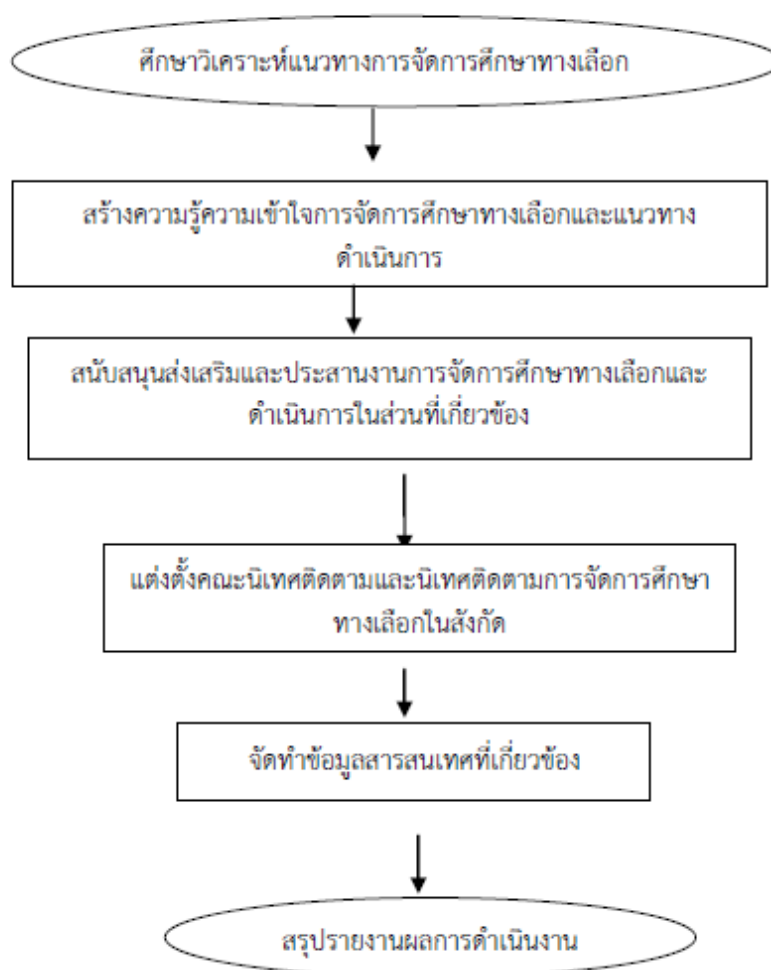 ศึกษาวิเคราะห์แนวทางการจัดการศึกษาทางเลือก
สร้างความรู้ความเข้าใจการจัดการศึกษาทางเลือกและแนวทาง
ดำเนินการ
สนับสนุนส่งเสริมและประสานงานการจัดการศึกษาทางเลือกและ
ดำเนินการในส่วนที่เกี่ยวข้อง
แต่งตั้งคณะนิเทศติดตามและนิเทศติดตามการจัดการศึกษา
ทางเลือกในสังกัด
จัดทำข้อมูลสารสนเทศที่เกี่ยวข้อง
สรุปรายงานผลการดำเนินงาน